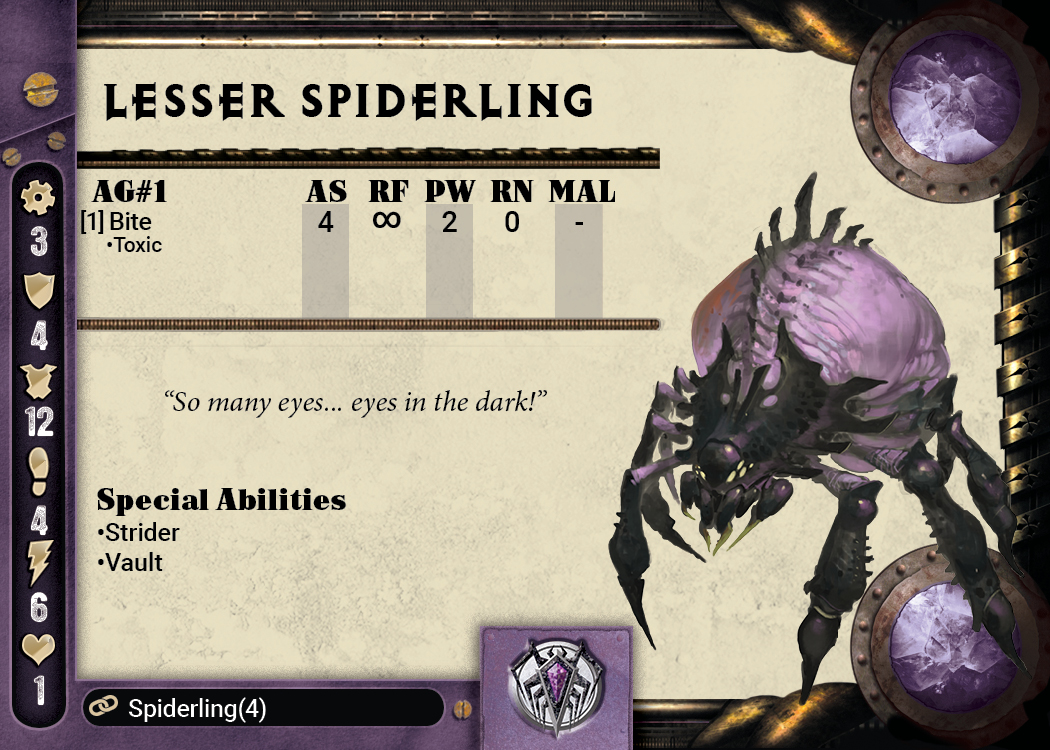 LESSER SPIDERLING
AG#1 AS RF PW RN MAL
[1] Bite 4 ∞ 2 0 -
•Toxic
3
4
12
4
6
1
“So many eyes... eyes in the dark!”
Special Abilities
•Strider
•Vault
Spiderling(4)